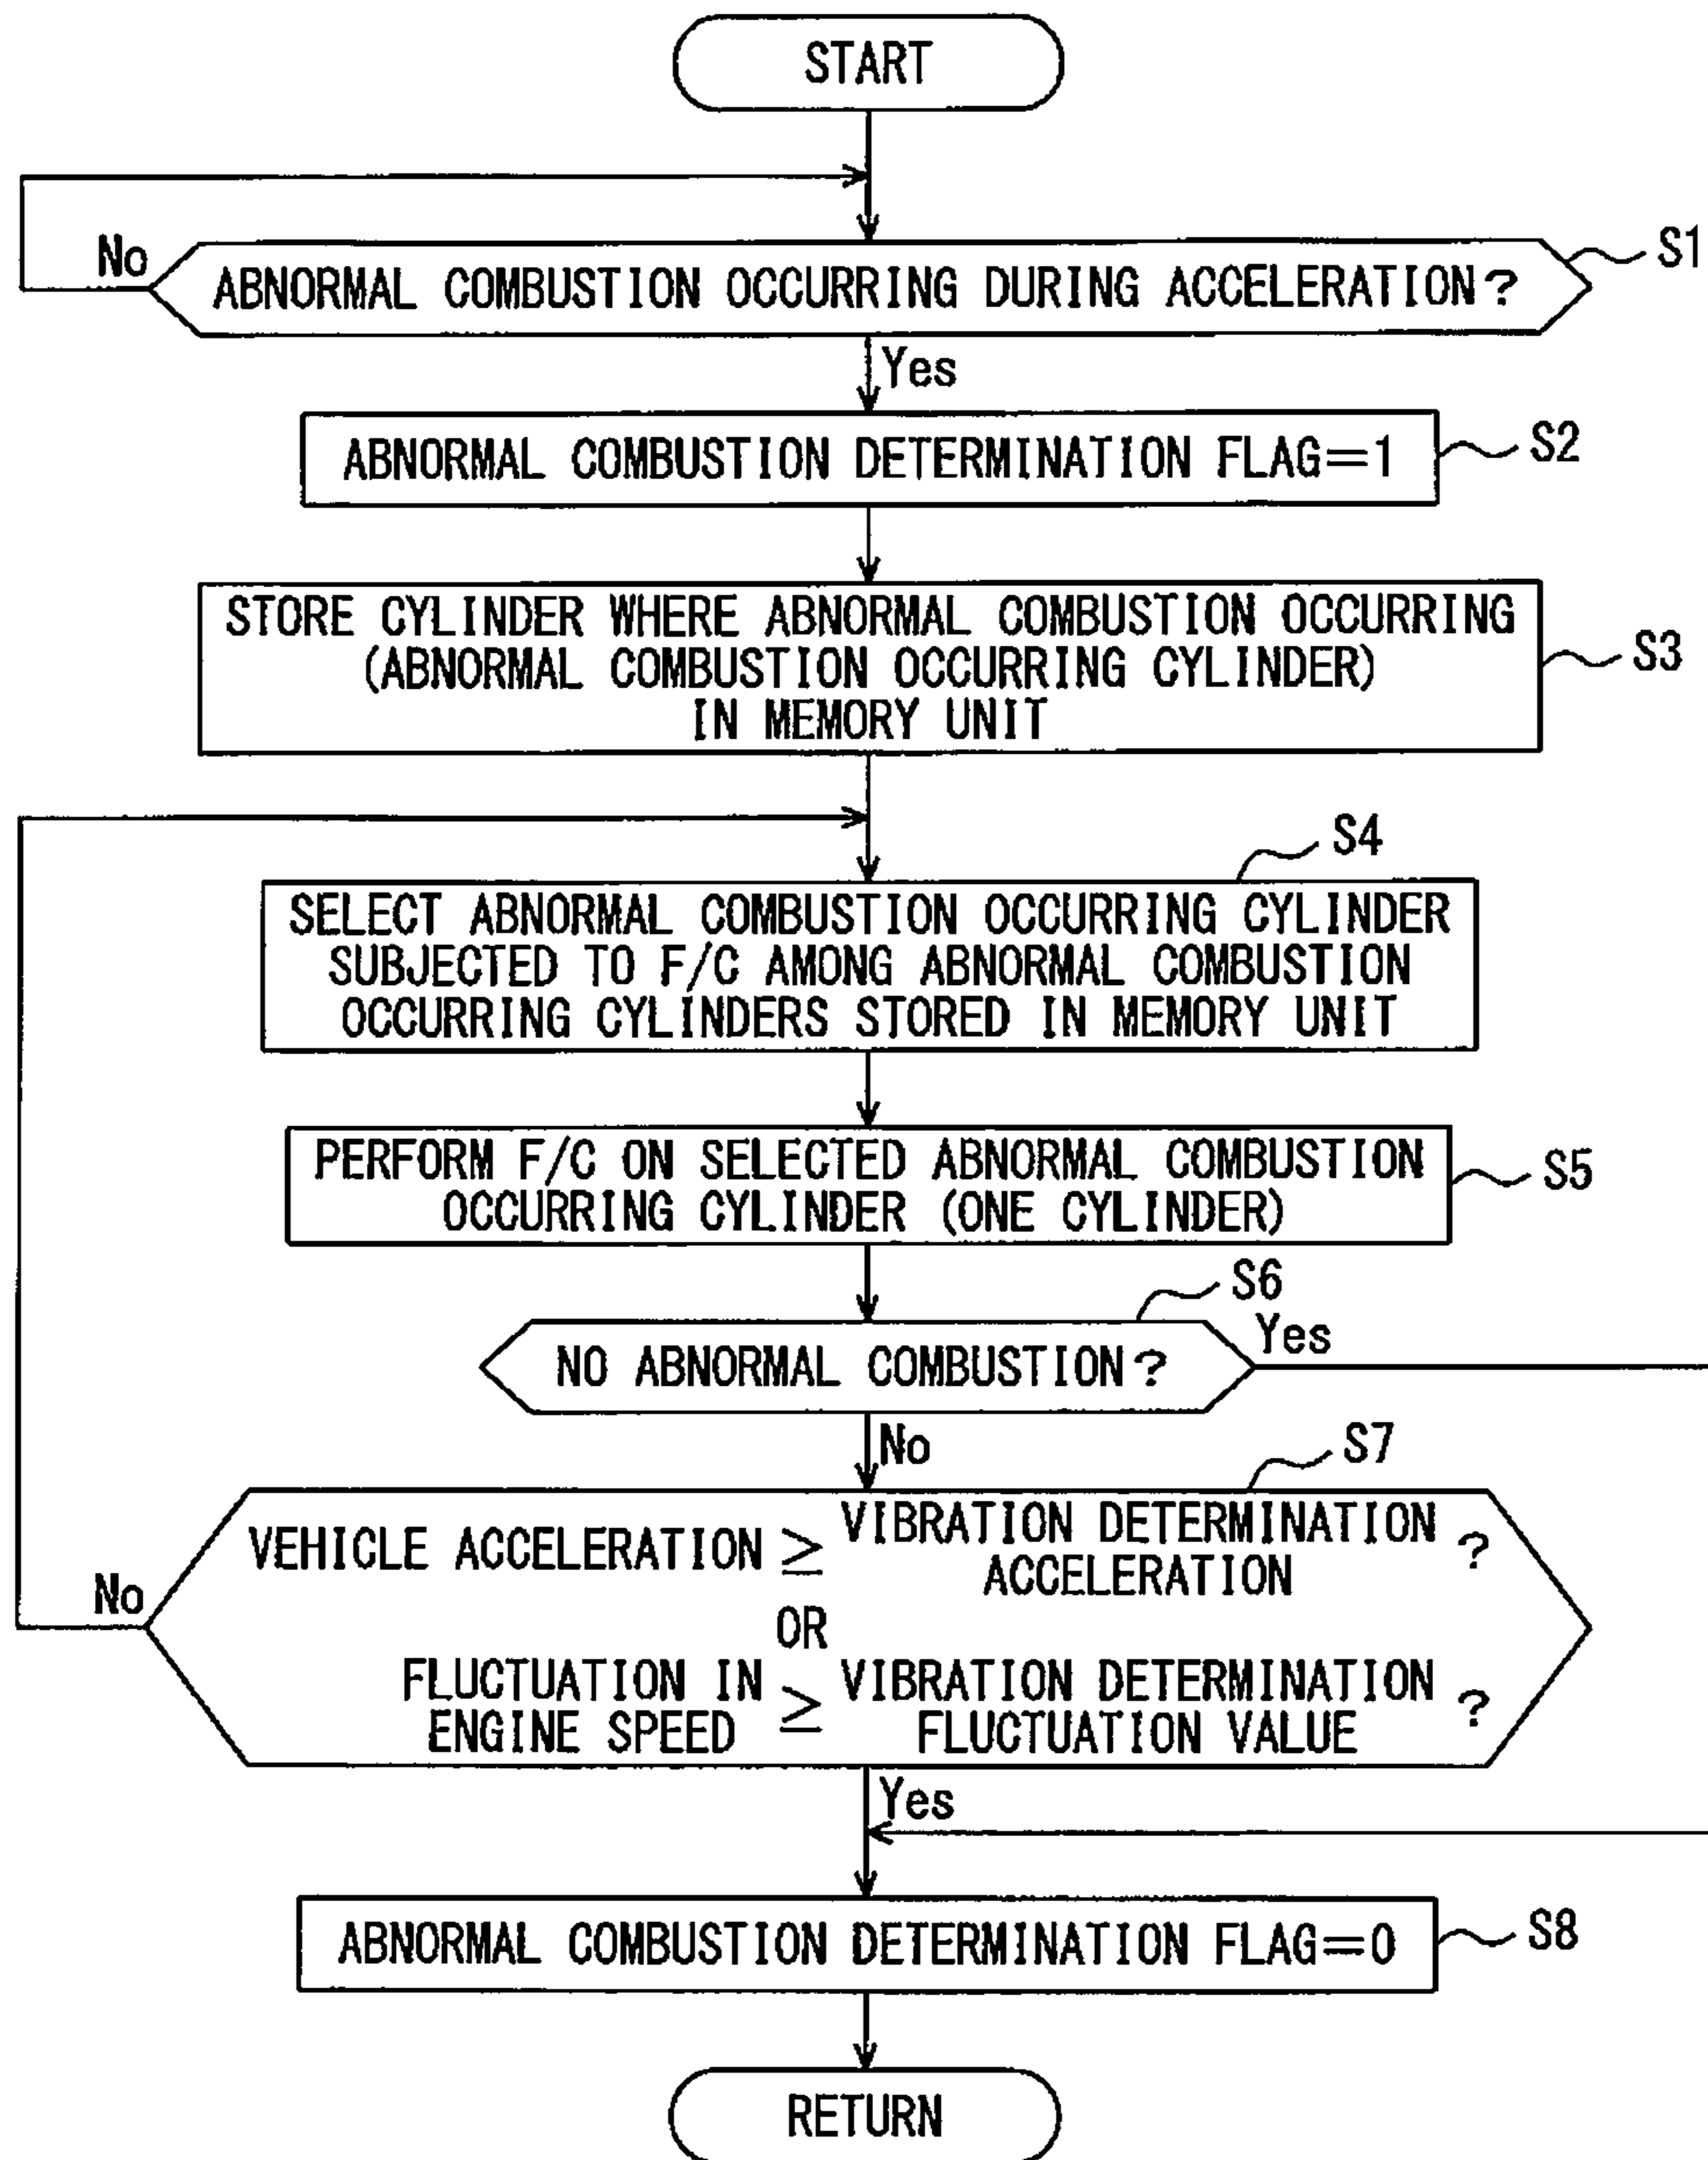 START
No
ABNORMAL COMBUSTION OCCURRING DURING ACCELERATION?
S1
Yes
ABNORMAL COMBUSTION DETERMINATION FLAG=1
S2
STORE CYLINDER WHERE ABNORMAL COMBUSTION OCCURRING
(ABNORMAL COMBUSTION OCCURRING CYLINDER)
IN MEMORY UNIT
S3
S4
SELECT ABNORMAL COMBUSTION OCCURRING CYLINDER
SUBJECTED TO F/C AMONG ABNORMAL COMBUSTION
OCCURRING CYLINDERS STORED IN MEMORY UNIT
PERFORM F/C ON SELECTED ABNORMAL COMBUSTION
OCCURRING CYLINDER (ONE CYLINDER)
S5
S6
NO ABNORMAL COMBUSTION?
Yes
No
S7
VEHICLE ACCELERATION ≥ VIBRATION DETERMINATION
ACCELERATION ?
No
OR
FLUCTUATION IN
ENGINE SPEED ≥ VIBRATION DETERMINATION
FLUCTUATION VALUE ?
Yes
ABNORMAL COMBUSTION DETERMINATION FLAG=0
S8
RETURN